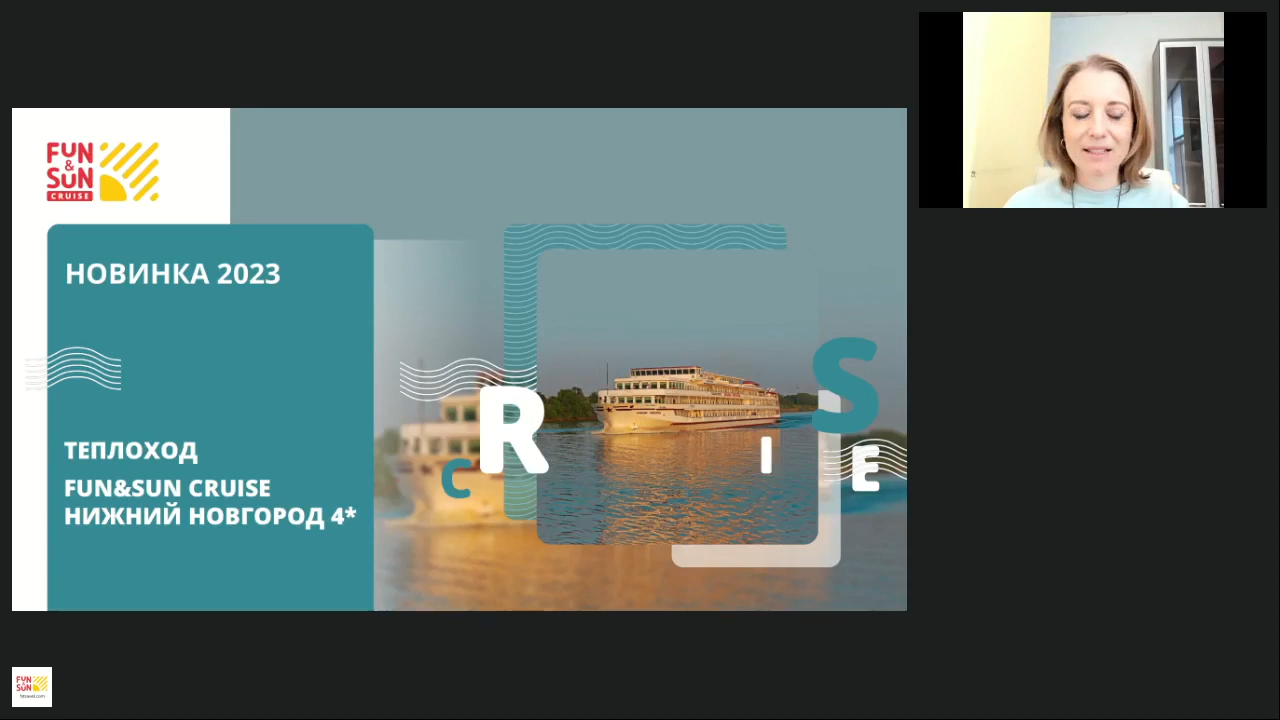 FUN
&
SUN
CRUISE
НОВИНКА 2023
ТЕПЛОХОД
FUN&SUN CRUISE
НИЖНИЙ НОВГОРОД 4*
C R I S E
FUN
&
SUN